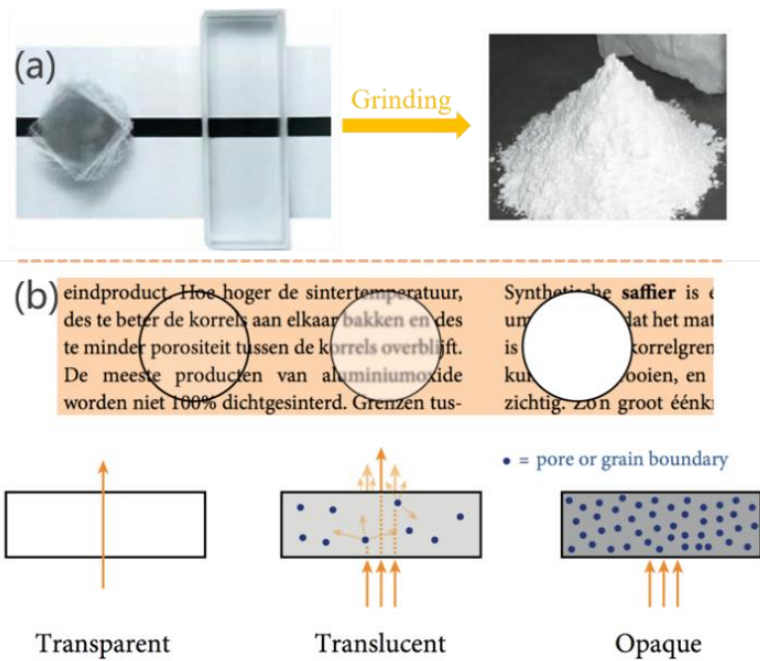 (a)
Grinding
(b)
eindproduct. Hoe hoger de sintertemperatuur,
des te beter de korrels aan elkaar bakken en des
te minder porositeit tussen de korrels overblijft.
De meeste producten van aluminiumoxide
worden niet 100% dichtgesinterd. Grenzen tus-
Synthetische saffier is
dat het mat
is korrelgren
ooien, en
zichtig. Zo'n groot éénk
• = pore or grain boundary
Transparent
Translucent
Opaque